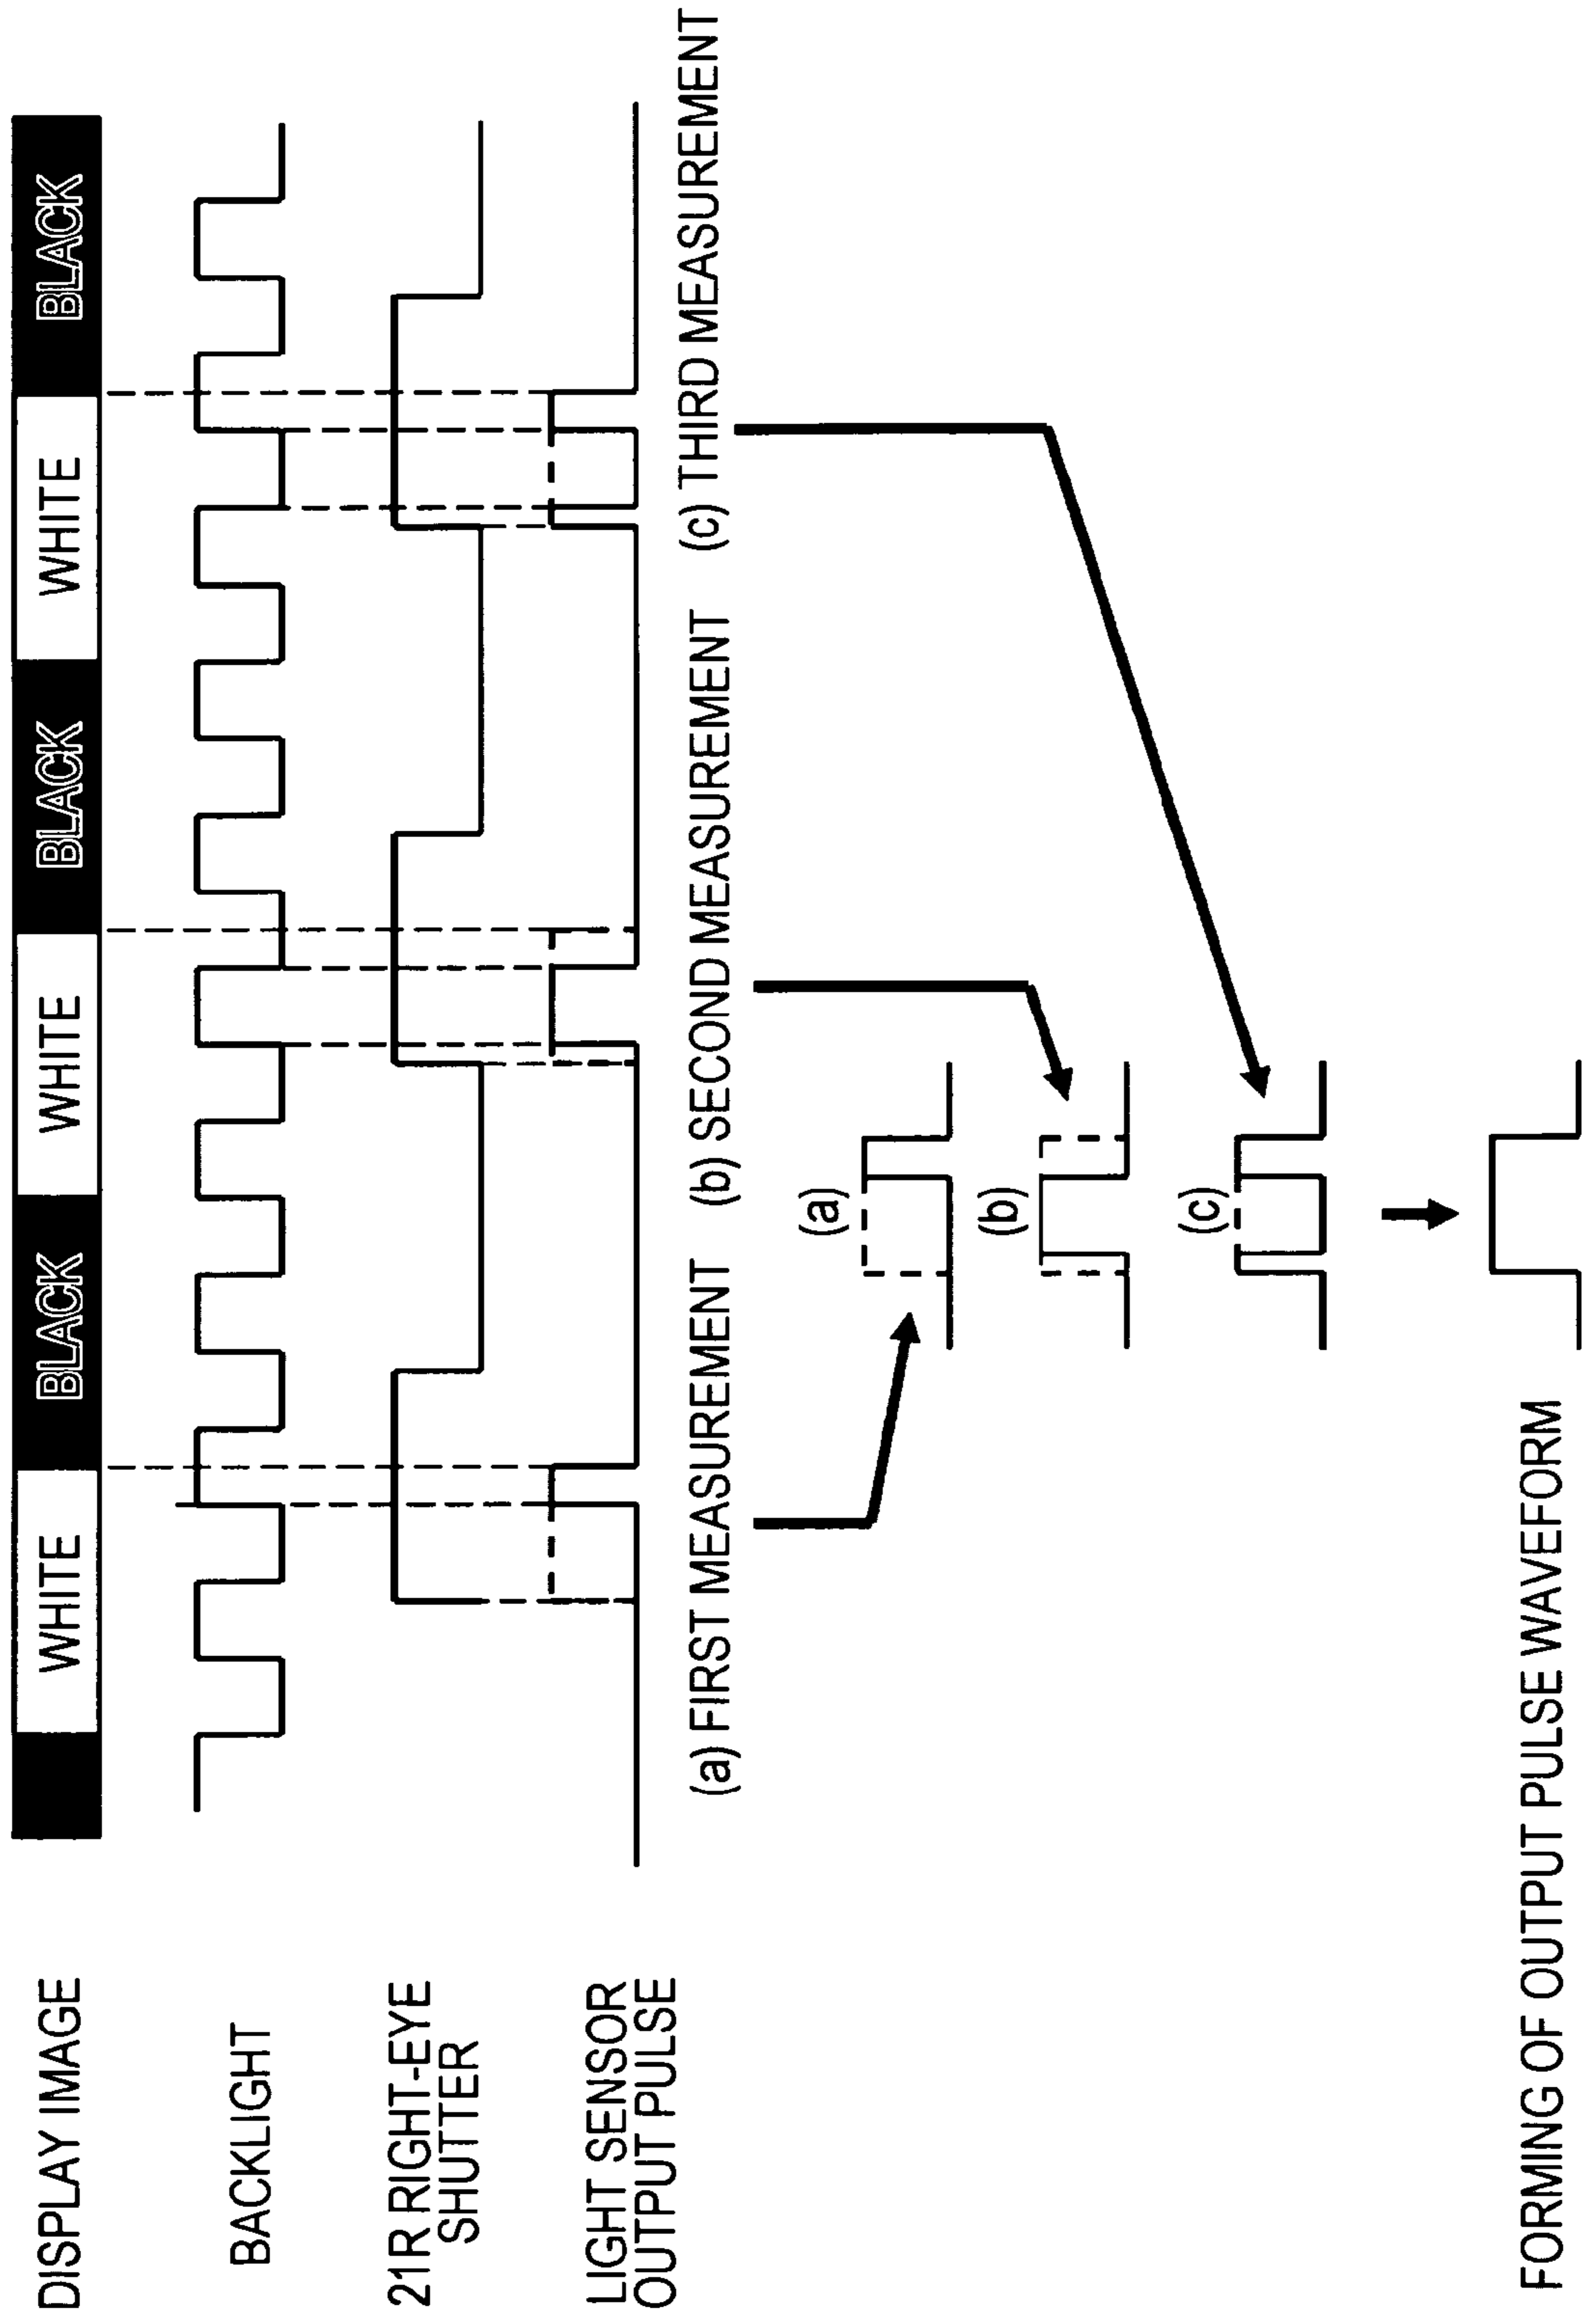 DISPLAY IMAGE
WHITE
BLACK
WHITE
BLACK
WHITE
BLACK
BACKLIGHT
21R RIGHT-EYE
SHUTTER
LIGHT SENSOR
OUTPUT PULSE
(a) FIRST MEASUREMENT
(b) SECOND MEASUREMENT
(c) THIRD MEASUREMENT
(a)
(b)
(c)
FORMING OF OUTPUT PULSE WAVEFORM